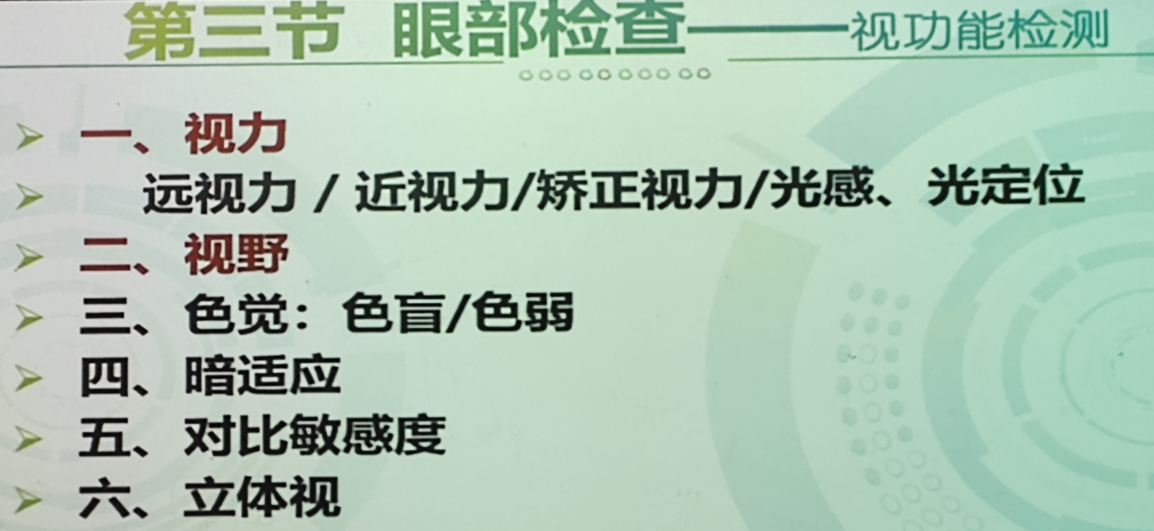 第三节 眼部检查——视功能检测
一、视力
远视力 / 近视力/矫正视力/光感、光定位
二、视野
三、色觉：色盲/色弱
四、暗适应
五、对比敏感度
六、立体视